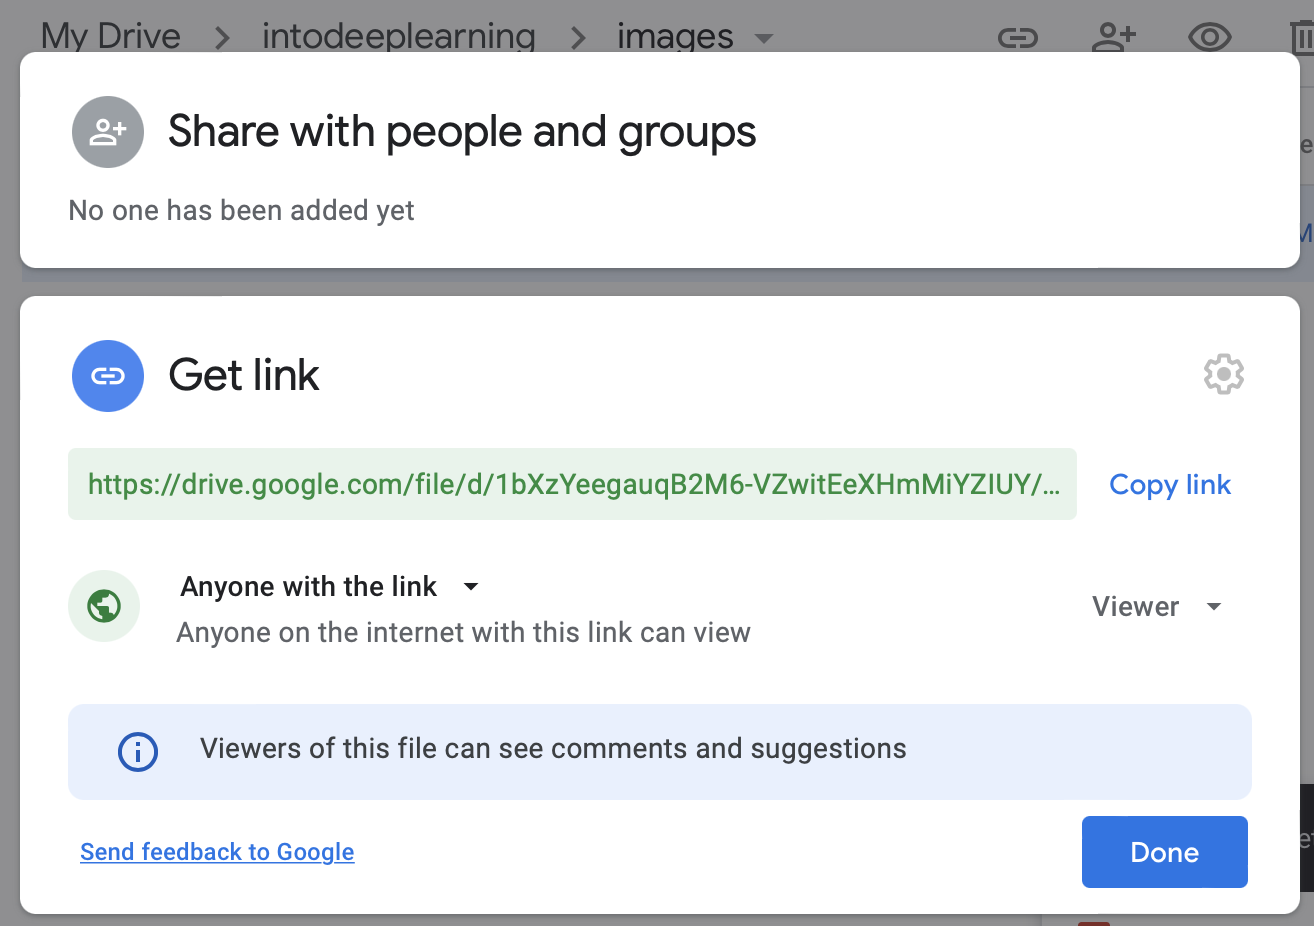 My Drive > intodeeplearning > images
Share with people and groups
No one has been added yet
Get link
https://drive.google.com/file/d/1bXzYeegauqB2M6-VZwitEeXHmMiYZIUY/... Copy link
Anyone with the link
Anyone on the internet with this link can view
Viewer
Viewers of this file can see comments and suggestions
Send feedback to Google
Done